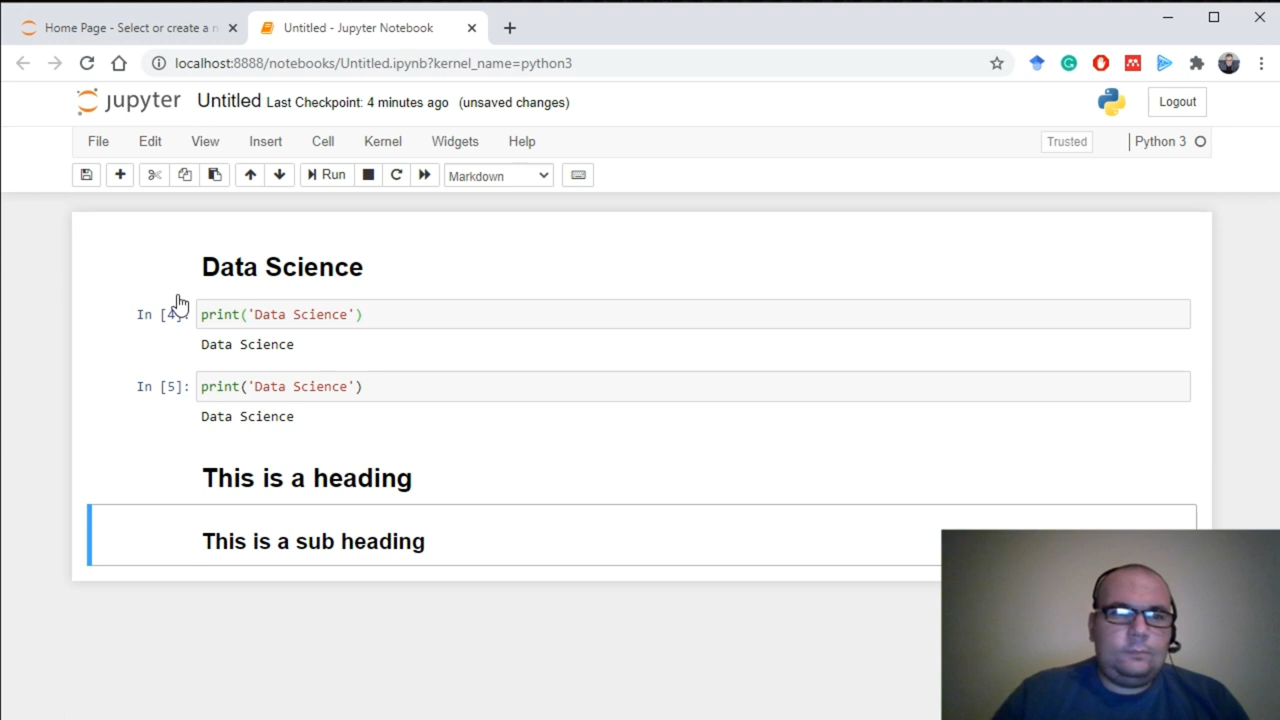 Home Page - Select or create a n
Untitled - Jupyter Notebook
localhost:8888/notebooks/Untitled.ipynb?kernel_name=python3
jupyter Untitled Last Checkpoint: 4 minutes ago (unsaved changes)
Logout
File Edit View Insert Cell Kernel Widgets Help
Trusted
Python 3
Run
Markdown
Data Science
In [4]: print('Data Science')
Data Science
In [5]: print('Data Science')
Data Science
This is a heading
This is a sub heading